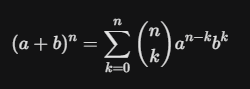 (a + b)^n = \sum_{k=0}^{n} \binom{n}{k} a^{n-k} b^k